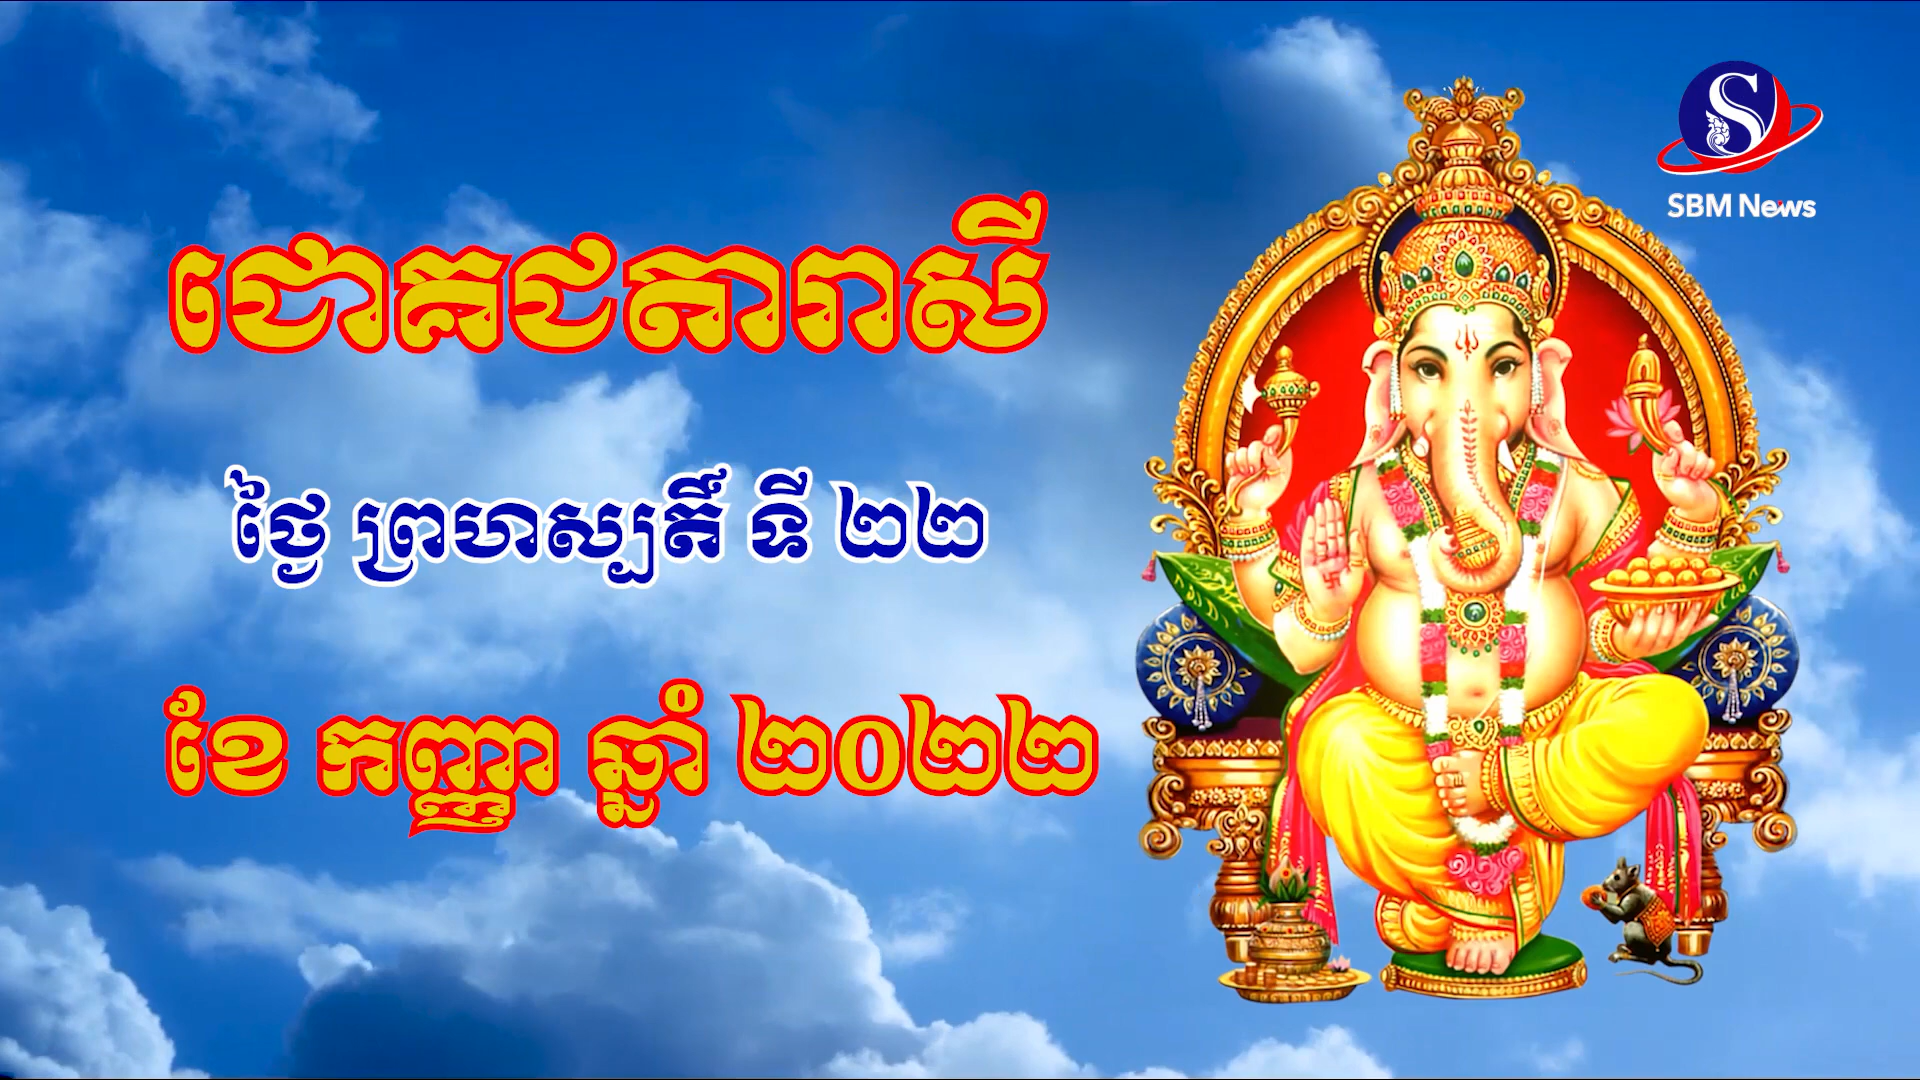 SBM News
ជោគជតារាសី
ថ្ងៃ ព្រហស្បតិ៍ ទី ២២
ខែ កញ្ញា ឆ្នាំ ២០២២